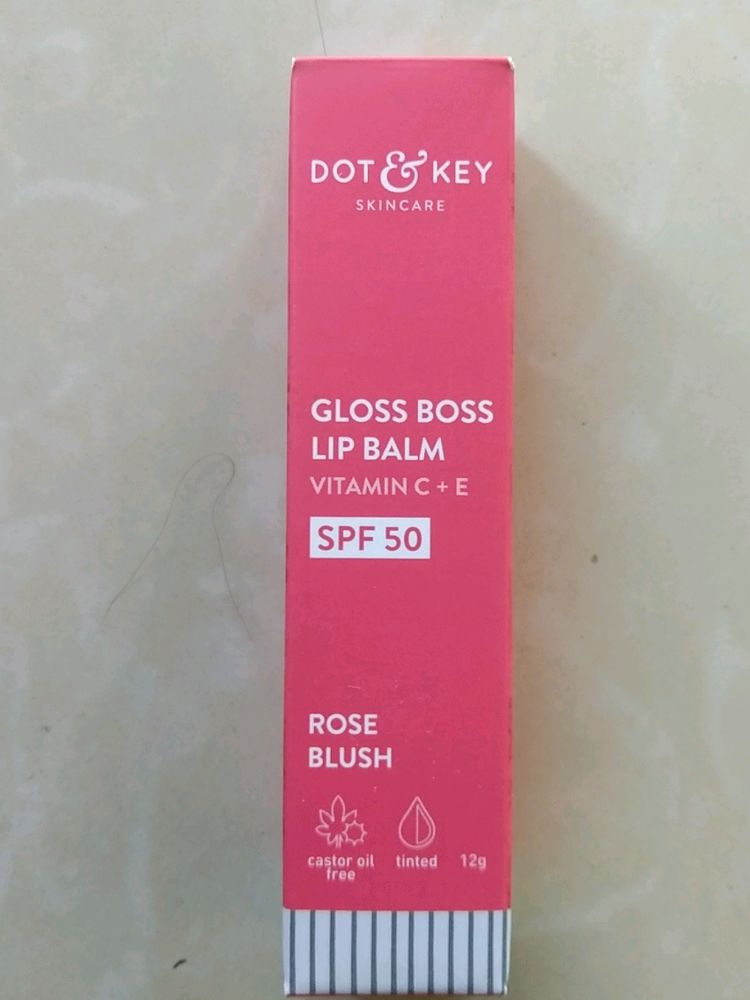 DOT & KEY
SKINCARE
GLOSS BOSS
LIP BALM
VITAMIN C + E
SPF 50
ROSE
BLUSH
castor oil free
tinted
12g